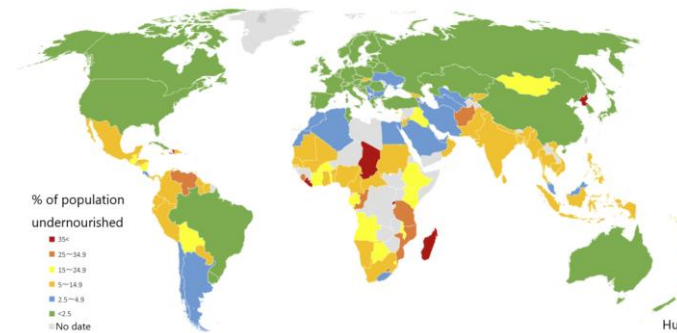 % of population
undernourished
35<
25~34.9
15~24.9
5~14.9
2.5~4.9
<2.5
No date
Hu